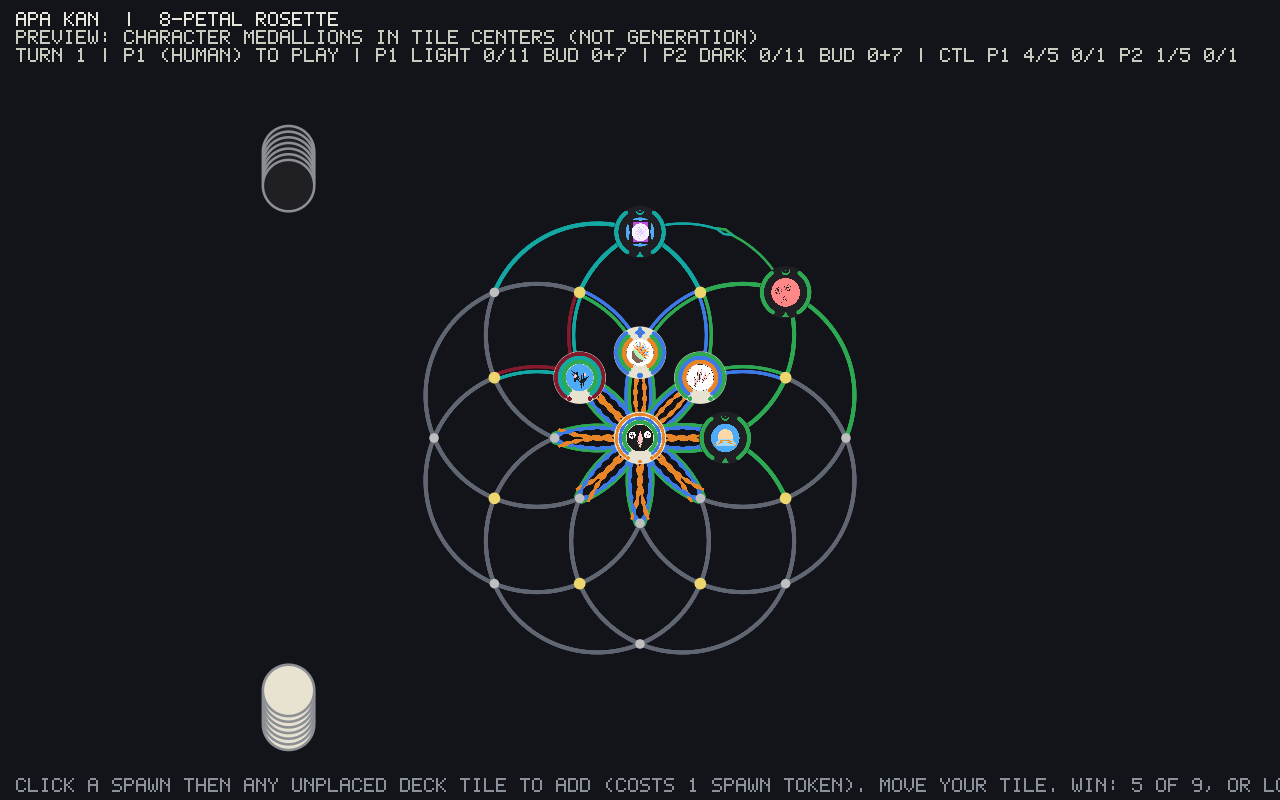 APA KAN | 8-PETAL ROSETTE
PREVIEW: CHARACTER MEDALLIONS IN TILE CENTERS (NOT GENERATION)
TURN 1 | P1 (HUMAN) TO PLAY | P1 LIGHT 0/11 BUD 0+7 | P2 DARK 0/11 BUD 0+7 | CTL P1 4/5 0/1 P2 1/5 0/1
CLICK A SPAWN THEN ANY UNPLACED DECK TILE TO ADD (COSTS 1 SPAWN TOKEN). MOVE YOUR TILE. WIN: 5 OF 9, OR